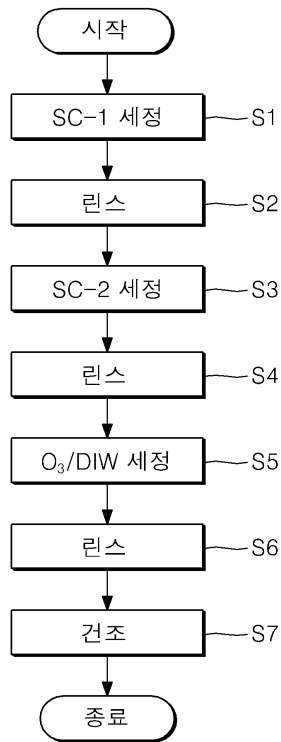 시작
SC-1 세정 S1
린스 S2
SC-2 세정 S3
린스 S4
O₃/DIW 세정 S5
린스 S6
건조 S7
종료